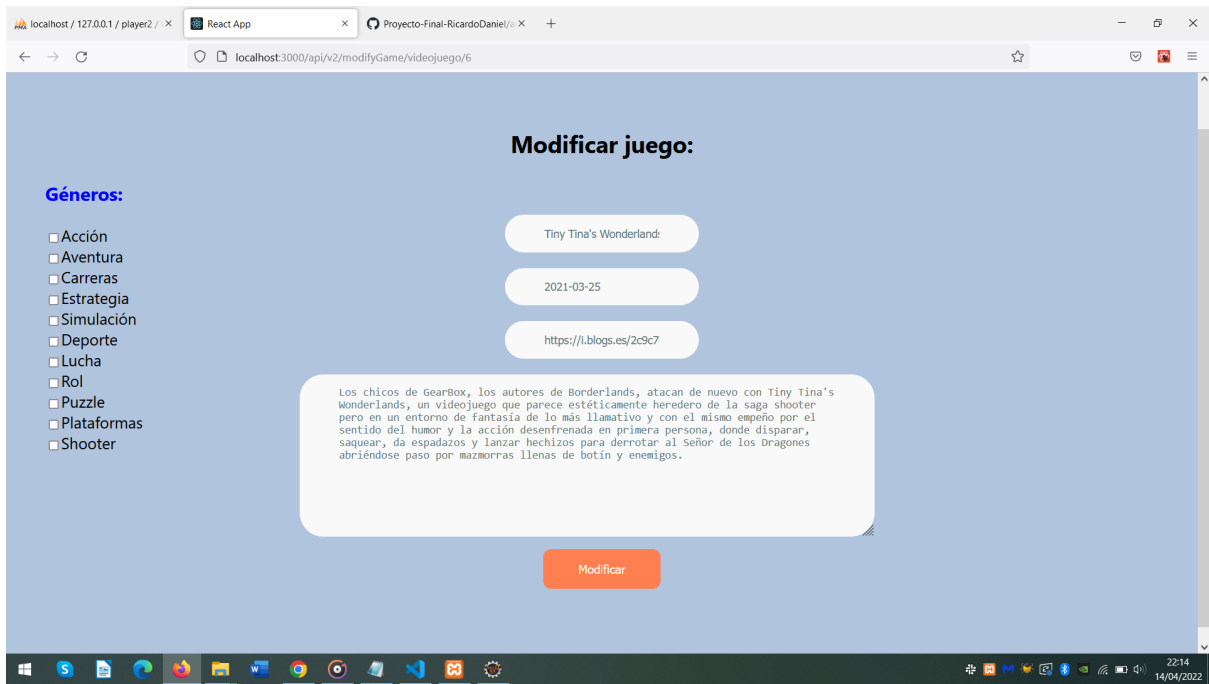 localhost / 127.0.0.1 / player2 /
React App
Proyecto-Final-RicardoDaniel/a
localhost:3000/api/v2/modifyGame/videojuego/6
Modificar juego:
Géneros:
Acción
Aventura
Carreras
Estrategia
Simulación
Deporte
Lucha
Rol
Puzzle
Plataformas
Shooter
Tiny Tina's Wonderlands
2021-03-25
https://i.blogs.es/2c9c7
Los chicos de GearBox, los autores de Borderlands, atacan de nuevo con Tiny Tina's
Wonderlands, un videojuego que parece estéticamente heredero de la saga shooter
pero en un entorno de fantasía de lo más llamativo y con el mismo empeño por el
sentido del humor y la acción desenfrenada en primera persona, donde disparar,
saquear, da espadazos y lanzar hechizos para derrotar al Señor de los Dragones
abriéndose paso por mazmorras llenas de botín y enemigos.
Modificar
22:14
14/04/2022